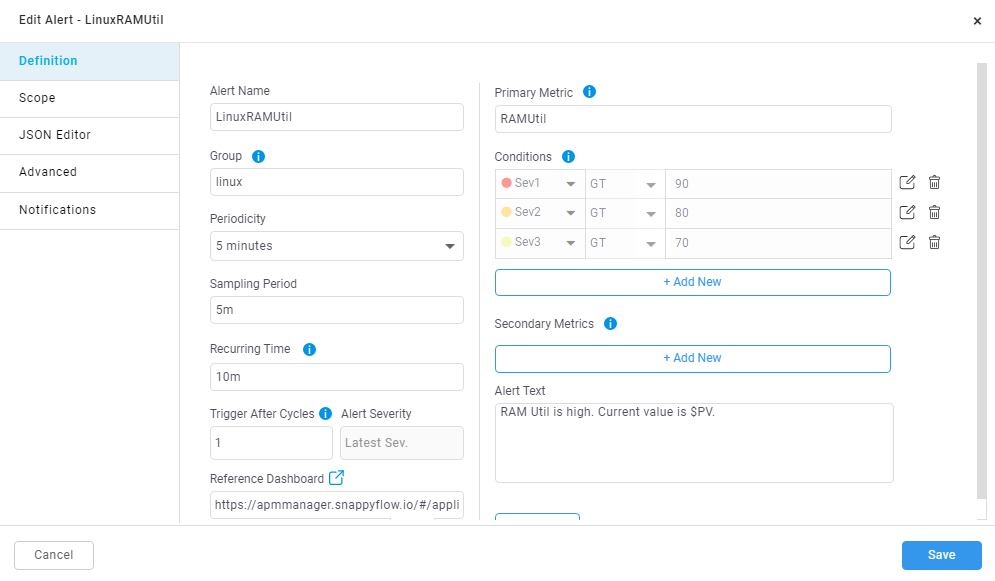 Edit Alert - LinuxRAMUtil
×
Definition
Scope
JSON Editor
Advanced
Notifications
Alert Name
LinuxRAMUtil
Group
linux
Periodicity
5 minutes
Sampling Period
5m
Recurring Time
10m
Trigger After Cycles Alert Severity
1 Latest Sev.
Reference Dashboard
https://apmmanager.snappyflow.io/#/appli
Primary Metric
RAMUtil
Conditions
Sev1 GT 90
Sev2 GT 80
Sev3 GT 70
+ Add New
Secondary Metrics
+ Add New
Alert Text
RAM Util is high. Current value is $PV.
Cancel
Save